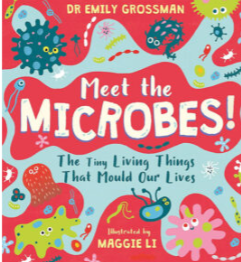 DR EMILY GROSSMAN
Meet the
MICROBES!
The Tiny Living Things
That Mould Our Lives
Illustrated by
MAGGIE LI